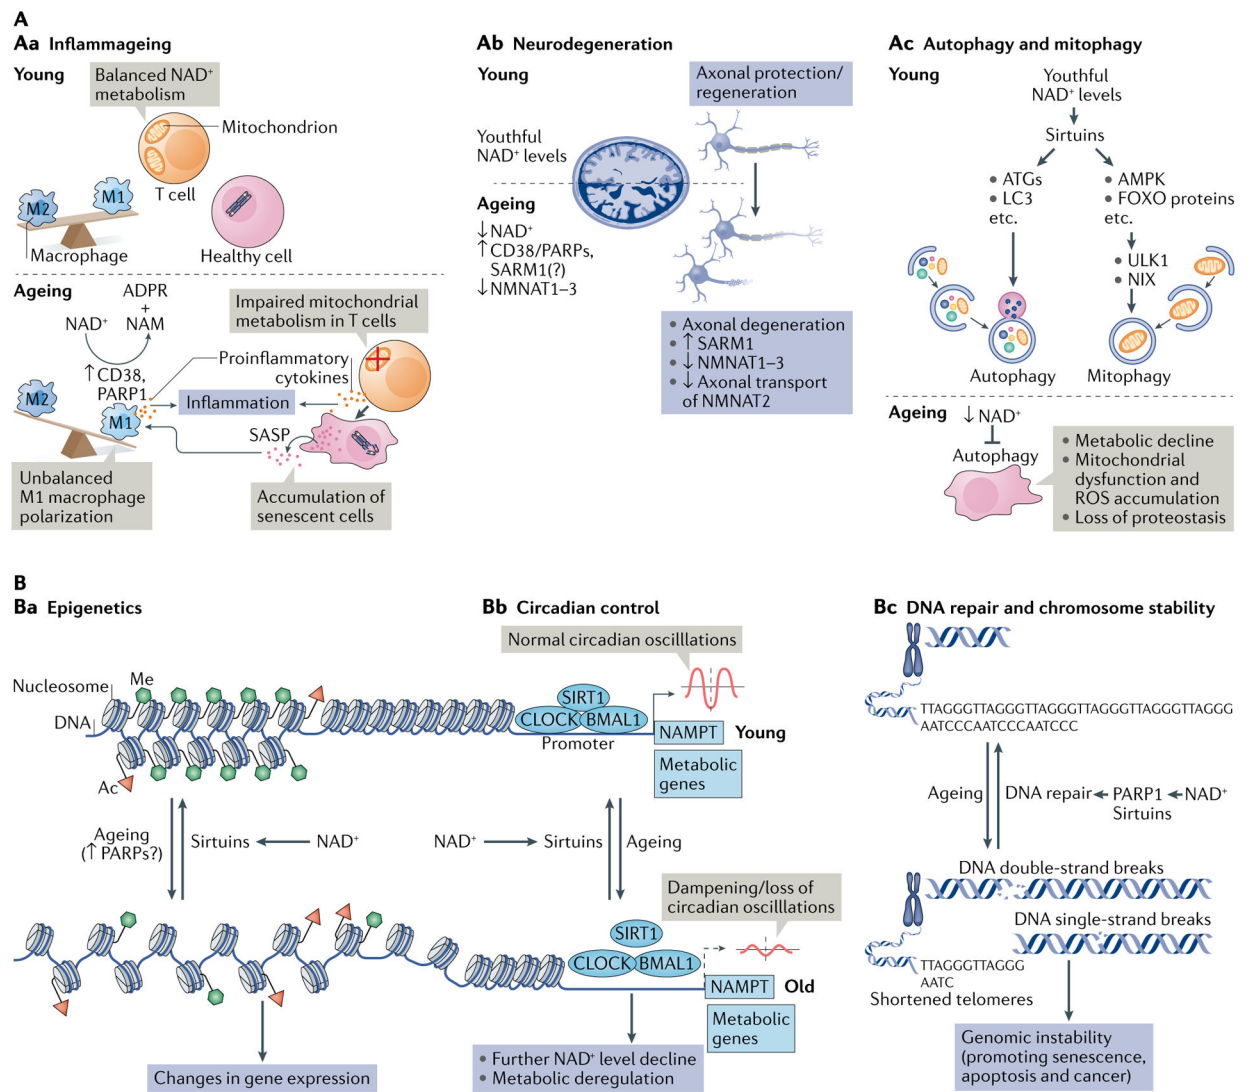 A
Aa Inflammageing
Young
Balanced NAD⁺
metabolism
Mitochondrion
T cell
M1
M2
Macrophage
Healthy cell
Ageing
ADPR
+
NAM
NAD⁺
↑CD38,
PARP1
Impaired mitochondrial
metabolism in T cells
Proinflammatory
cytokines
Inflammation
M2
M1
SASP
Unbalanced
M1 macrophage
polarization
Accumulation of
senescent cells
Ab Neurodegeneration
Young
Axonal protection/
regeneration
Youthful
NAD⁺ levels
Ageing
↓NAD⁺
↑CD38/PARPs,
SARM1(?)
↓NMNAT1–3
• Axonal degeneration
• ↑ SARM1
• ↓ NMNAT1–3
• ↓ Axonal transport
of NMNAT2
Ac Autophagy and mitophagy
Young
Youthful
NAD⁺ levels
Sirtuins
• ATGs
• LC3
etc.
• AMPK
• FOXO proteins
etc.
• ULK1
• NIX
Autophagy
Mitophagy
Ageing
↓ NAD⁺
Autophagy
• Metabolic decline
• Mitochondrial
dysfunction and
ROS accumulation
• Loss of proteostasis
B
Ba Epigenetics
Nucleosome
Me
DNA
Ac
Ageing
(↑ PARPs?)
Sirtuins
NAD⁺
Changes in gene expression
Bb Circadian control
Normal circadian oscilllations
SIRT1
CLOCK
BMAL1
Promoter
NAMPT
Young
Metabolic
genes
NAD⁺
Sirtuins
Ageing
Dampening/loss of
circadian oscilllations
SIRT1
CLOCK
BMAL1
NAMPT
Old
Metabolic
genes
• Further NAD⁺ level decline
• Metabolic deregulation
Bc DNA repair and chromosome stability
TTAGGGTTAGGGTTAGGGTTAGGGTTAGGGTTAGGG
AATCCCAATCCCAATCCC
Ageing
DNA repair
PARP1
Sirtuins
NAD⁺
DNA double-strand breaks
DNA single-strand breaks
TTAGGGTTAGGG
AATC
Shortened telomeres
Genomic instability
(promoting senescence,
apoptosis and cancer)